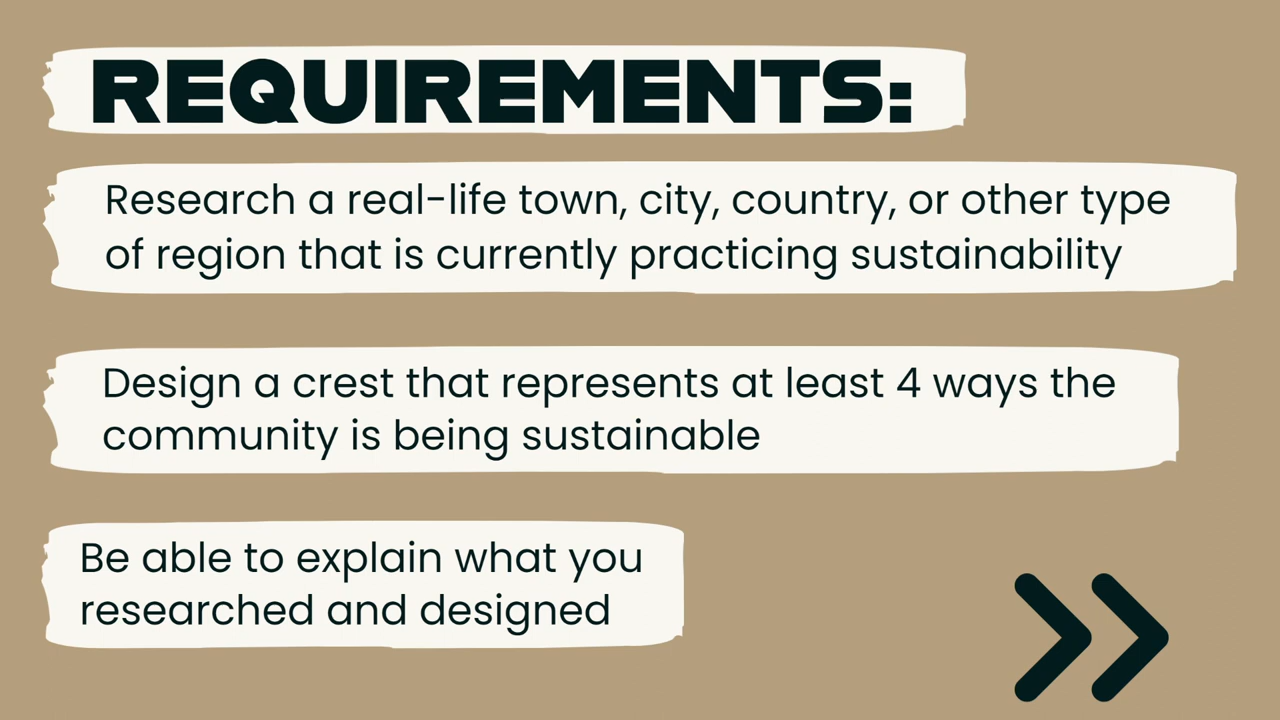 REQUIREMENTS:
Research a real-life town, city, country, or other type
of region that is currently practicing sustainability
Design a crest that represents at least 4 ways the
community is being sustainable
Be able to explain what you
researched and designed